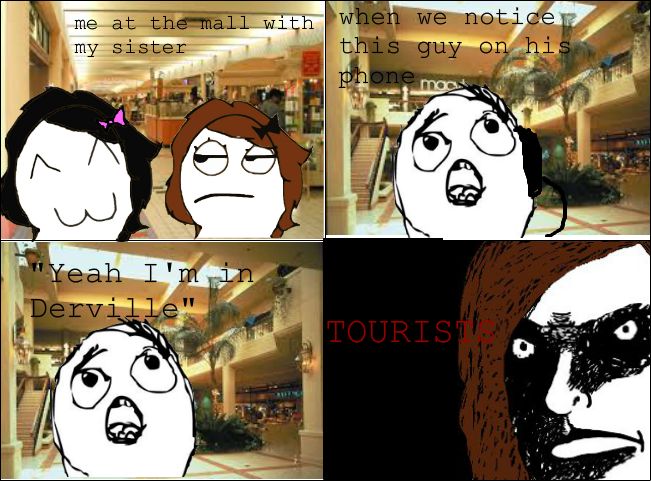 me at the mall with
my sister
when we notice
this guy on his
phone
macy
"Yeah I'm in
Derville"
TOURISTS